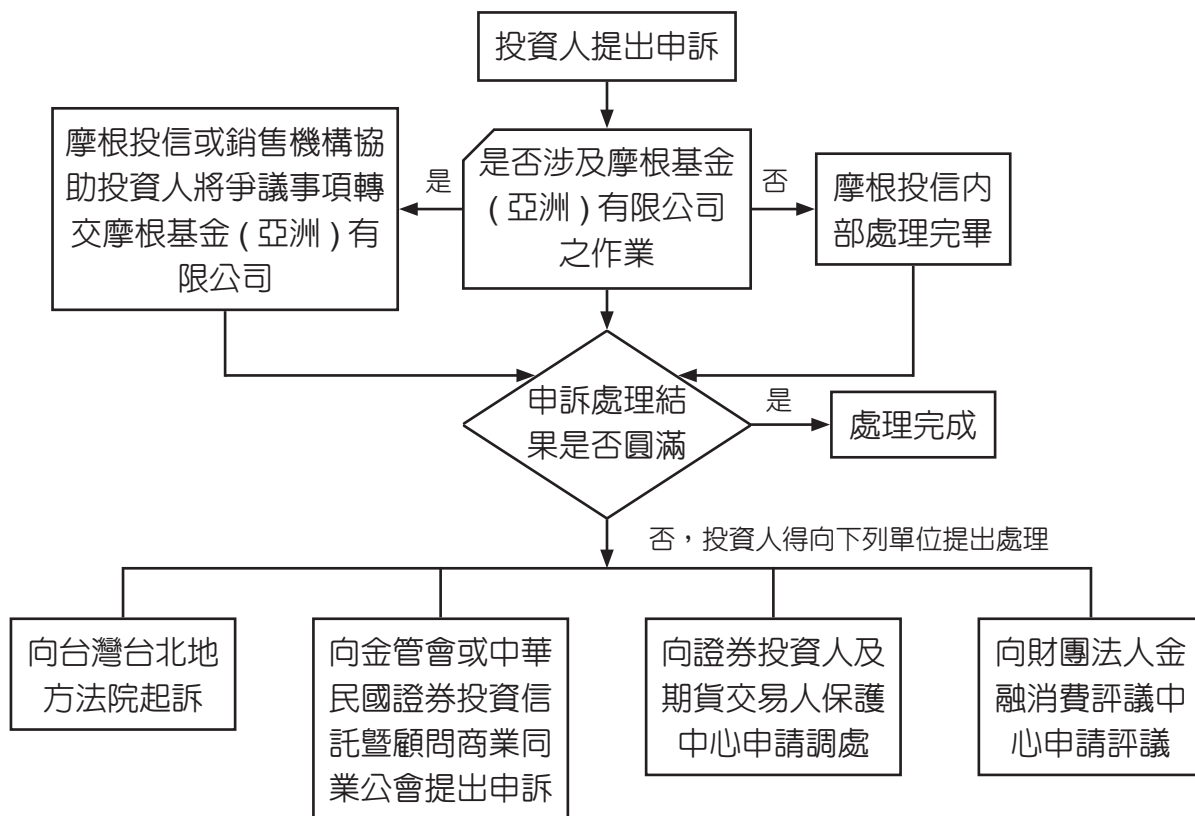 投資人提出申訴
摩根投信或銷售機構協
助投資人將爭議事項轉
交摩根基金 ( 亞洲 ) 有
限公司
是
是否涉及摩根基金
( 亞洲 ) 有限公司
之作業
否
摩根投信內
部處理完畢
申訴處理結
果是否圓滿
是
處理完成
否，投資人得向下列單位提出處理
向台灣台北地
方法院起訴
向金管會或中華
民國證券投資信
託暨顧問商業同
業公會提出申訴
向證券投資人及
期貨交易人保護
中心申請調處
向財團法人金
融消費評議中
心申請評議